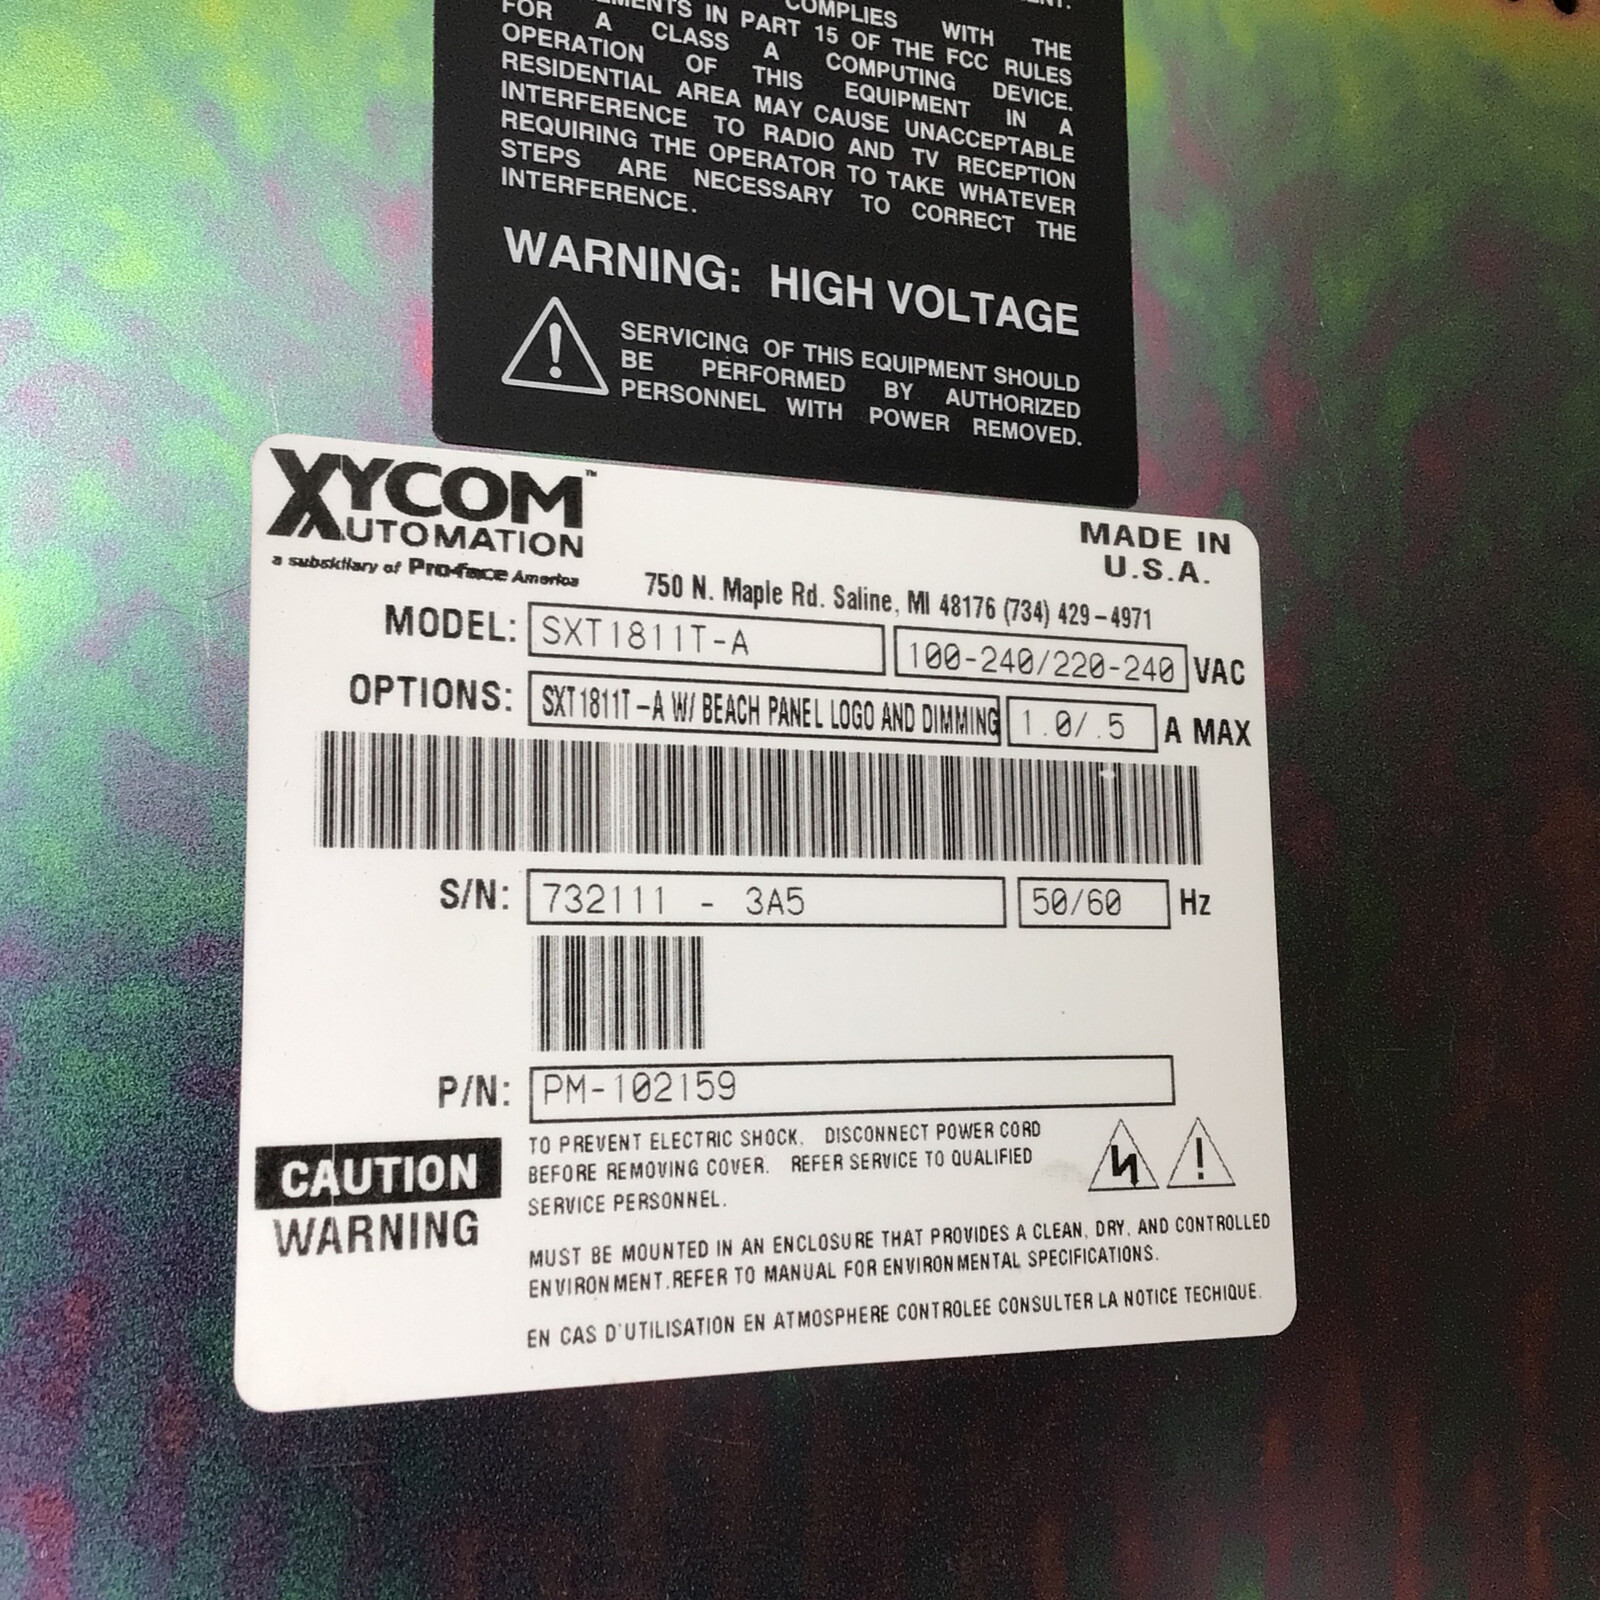 COMPLIES WITH THE
IN PART 15 OF THE FCC RULES
FOR A CLASS A COMPUTING DEVICE.
OPERATION OF THIS EQUIPMENT IN A
RESIDENTIAL AREA MAY CAUSE UNACCEPTABLE
INTERFERENCE TO RADIO AND TV RECEPTION
REQUIRING THE OPERATOR TO TAKE WHATEVER
STEPS ARE NECESSARY TO CORRECT THE
INTERFERENCE.
WARNING: HIGH VOLTAGE
SERVICING OF THIS EQUIPMENT SHOULD
BE PERFORMED BY AUTHORIZED
PERSONNEL WITH POWER REMOVED.
XYCOM™
AUTOMATION
a subsidiary of Pro-face America
MADE IN
U.S.A.
750 N. Maple Rd. Saline, MI 48176 (734) 429-4971
MODEL: SXT1811T-A 100-240/220-240 VAC
OPTIONS: SXT1811T-A W/ BEACH PANEL LOGO AND DIMMING 1.0/.5 A MAX
S/N: 732111 - 3A5 50/60 Hz
P/N: PM-102159
CAUTION
WARNING
TO PREVENT ELECTRIC SHOCK, DISCONNECT POWER CORD
BEFORE REMOVING COVER. REFER SERVICE TO QUALIFIED
SERVICE PERSONNEL.
MUST BE MOUNTED IN AN ENCLOSURE THAT PROVIDES A CLEAN, DRY, AND CONTROLLED
ENVIRONMENT.REFER TO MANUAL FOR ENVIRONMENTAL SPECIFICATIONS.
EN CAS D'UTILISATION EN ATMOSPHERE CONTROLEE CONSULTER LA NOTICE TECHIQUE.